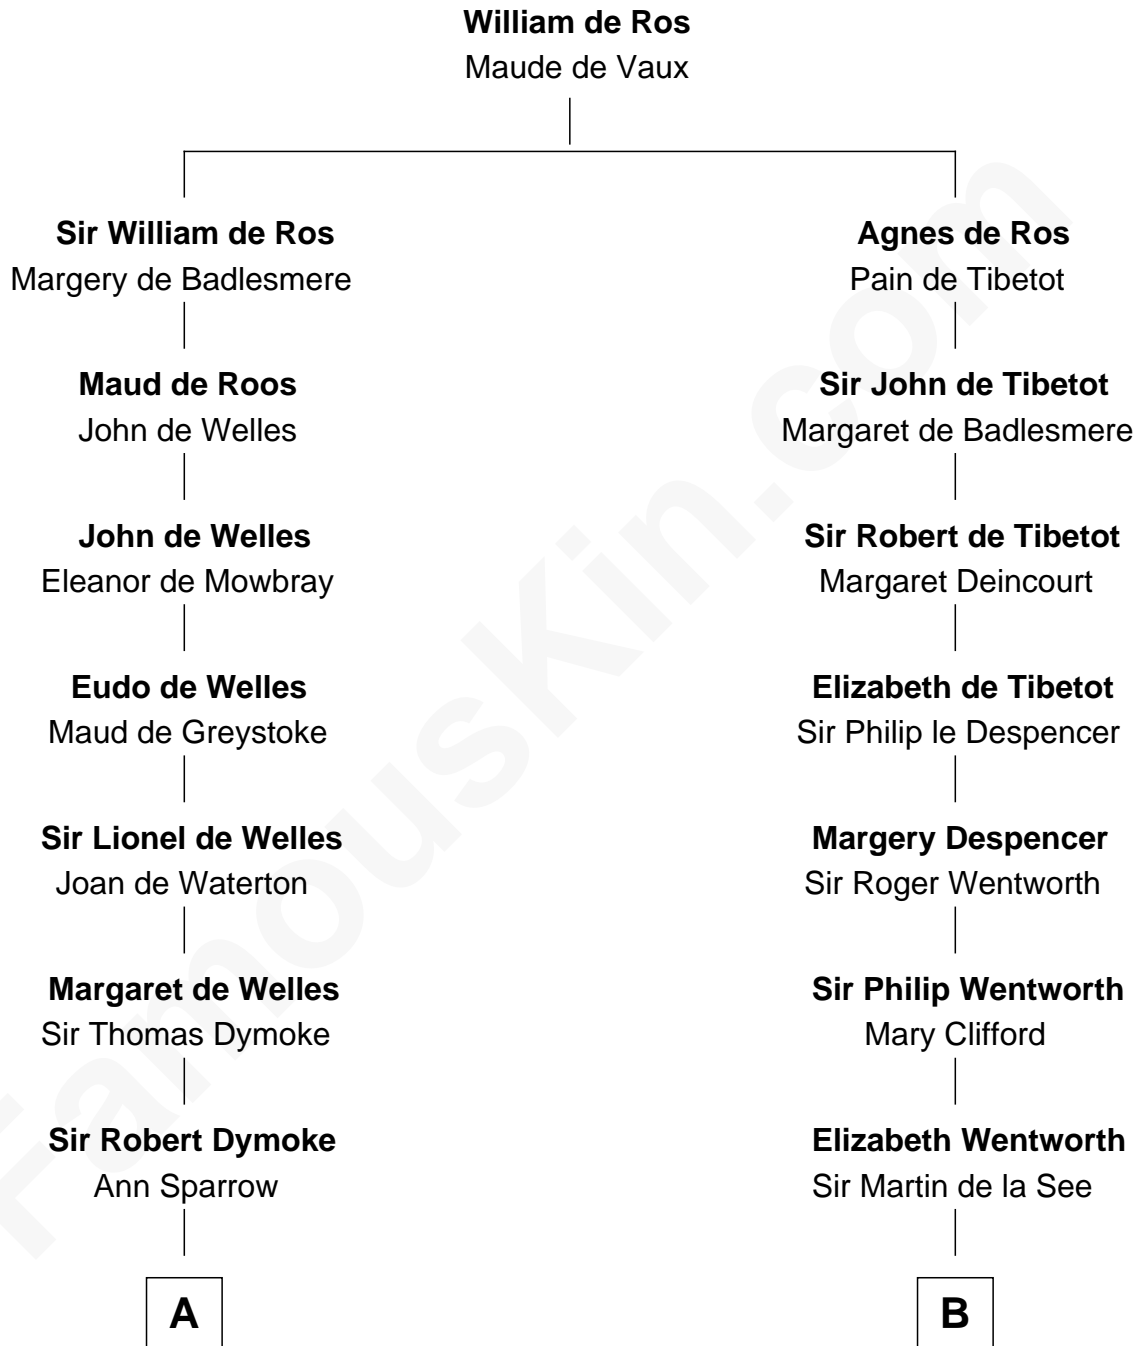 William de Ros
Maude de Vaux
Sir William de Ros
Margery de Badlesmere
Maud de Roos
John de Welles
John de Welles
Eleanor de Mowbray
Eudo de Welles
Maud de Greystoke
Sir Lionel de Welles
Joan de Waterton
Margaret de Welles
Sir Thomas Dymoke
Sir Robert Dymoke
Ann Sparrow
A
Agnes de Ros
Pain de Tibetot
Sir John de Tibetot
Margaret de Badlesmere
Sir Robert de Tibetot
Margaret Deincourt
Elizabeth de Tibetot
Sir Philip le Despencer
Margery Despencer
Sir Roger Wentworth
Sir Philip Wentworth
Mary Clifford
Elizabeth Wentworth
Sir Martin de la See
B
FamousKin.com